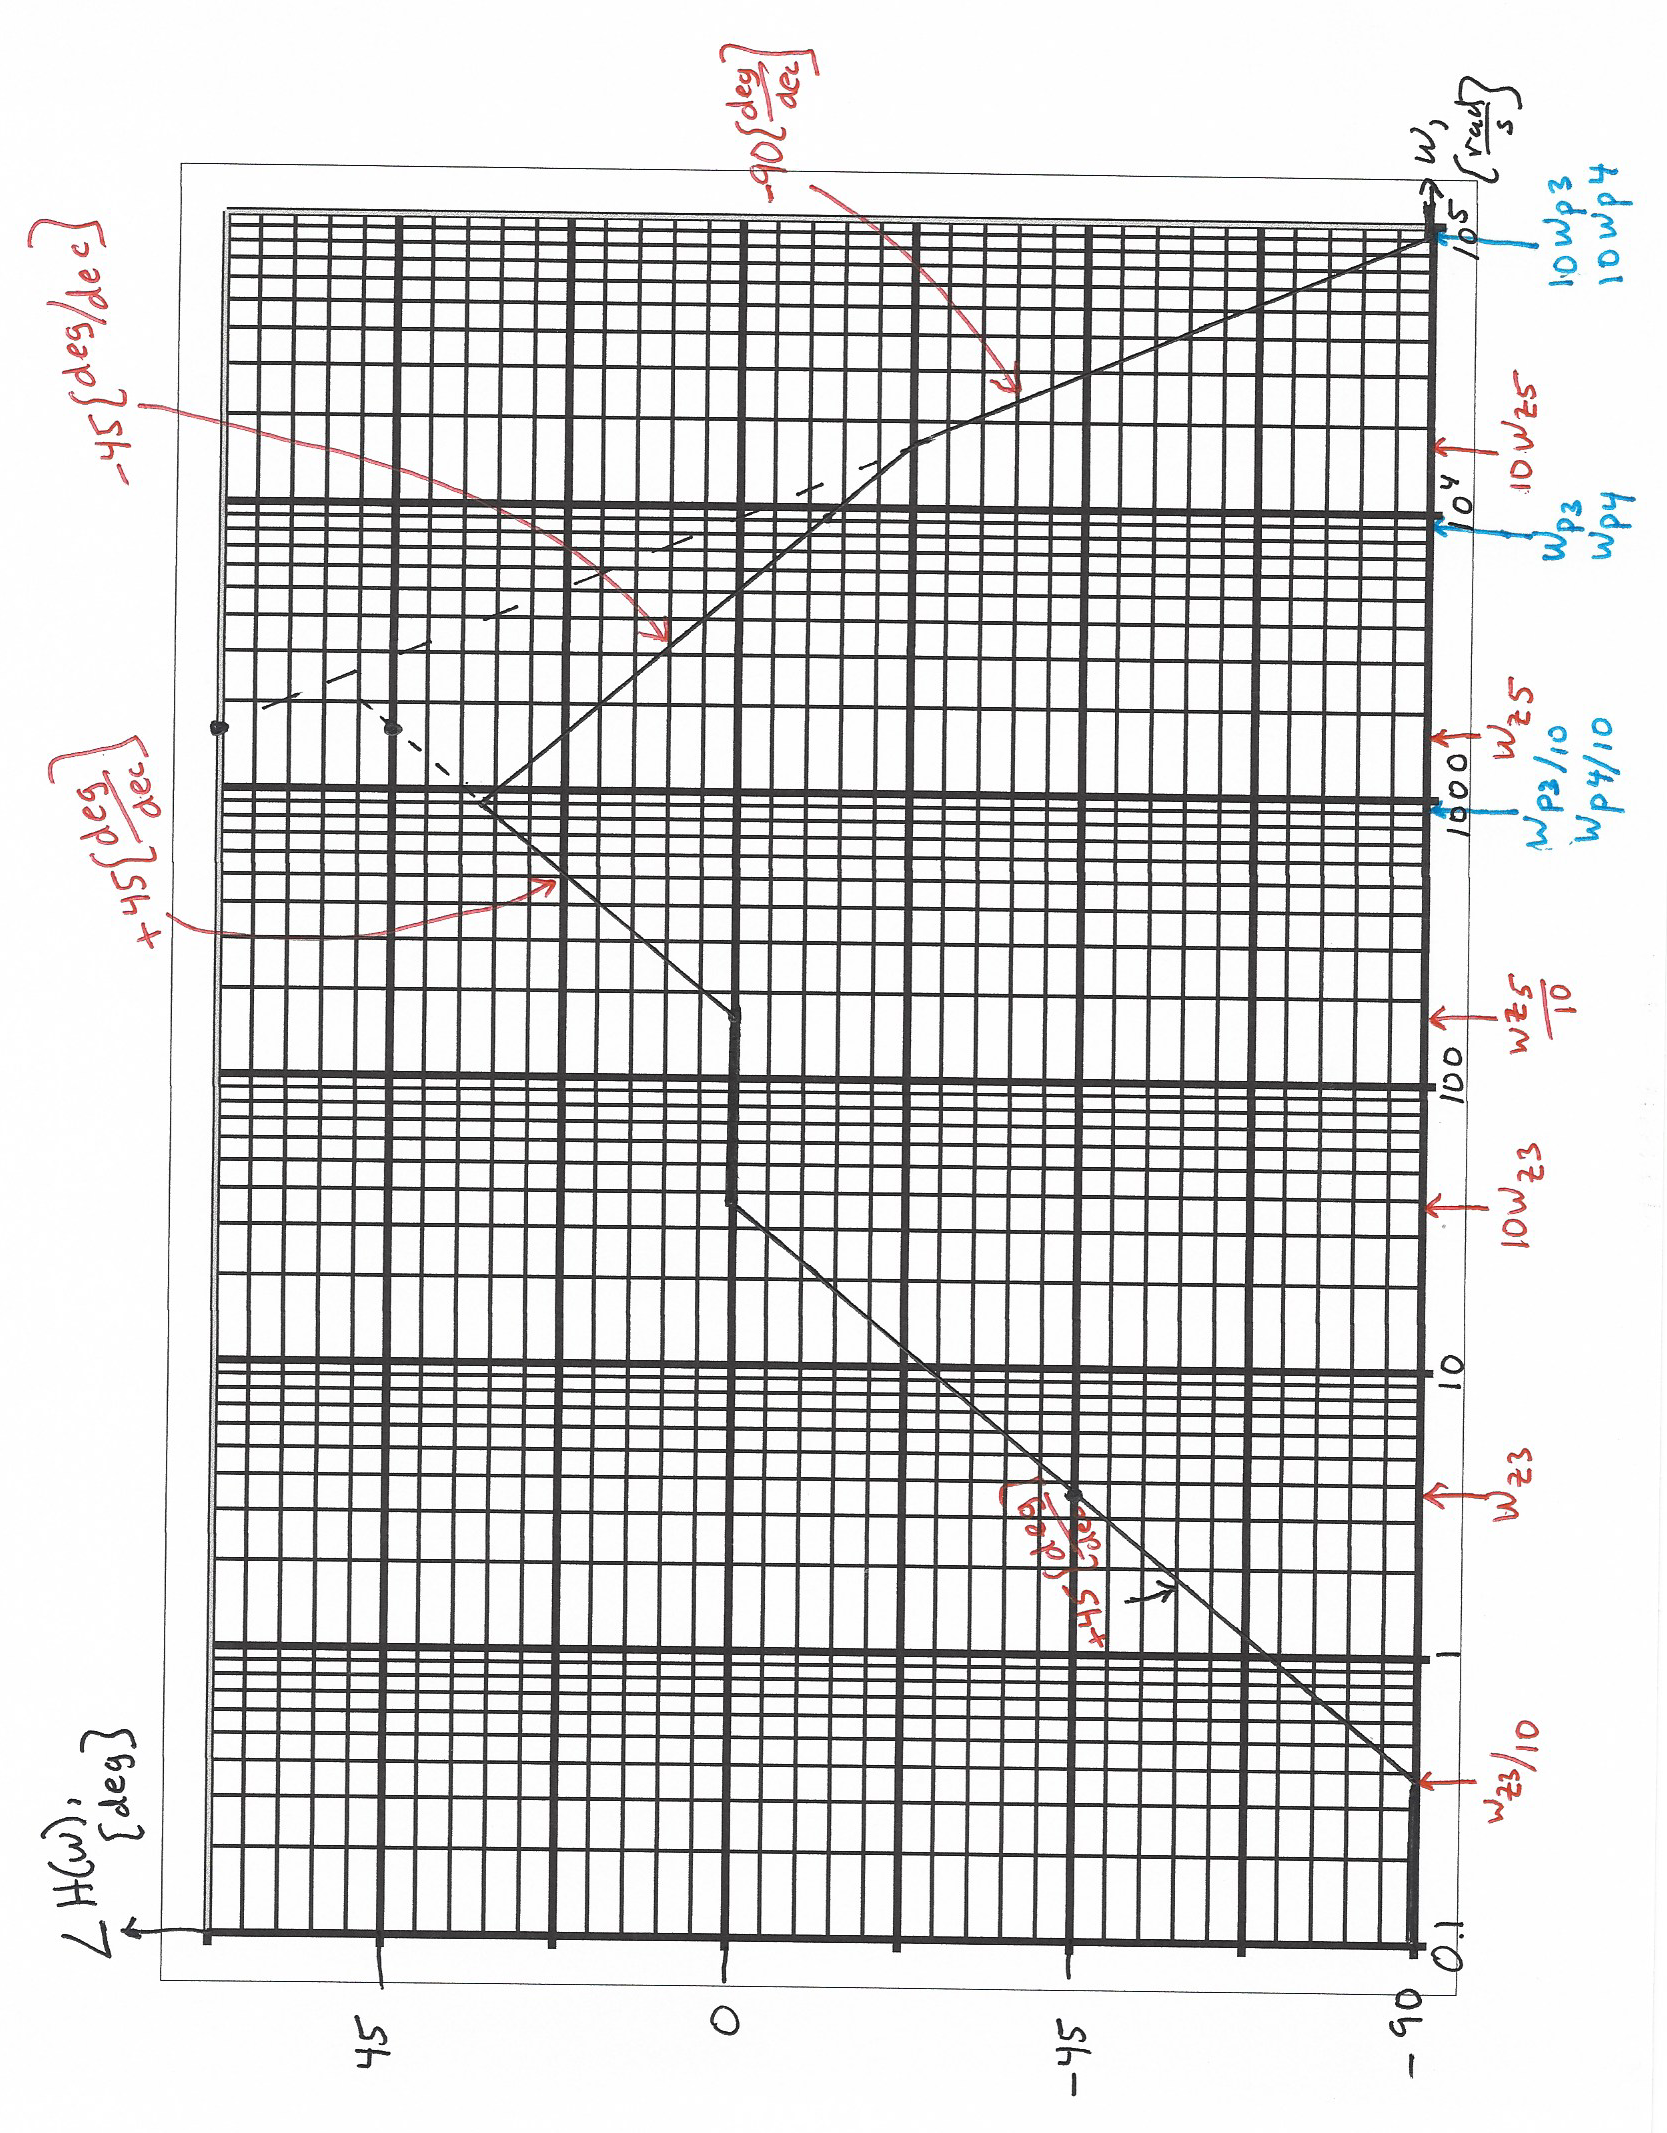 ∠H(ω),
{deg}
45
0
-45
-90
+45{deg/dec}
+45{deg/dec}
-45{deg/dec}
-90{deg/dec}
0.1
1
10
100
1000
10⁴
10⁵
ω,
{rad/s}
ωz3/10
ωz3
10ωz3
ωz5/10
ωz5
10ωz5
ωp3/10
ωp4/10
ωp3
ωp4
10ωp3
10ωp4